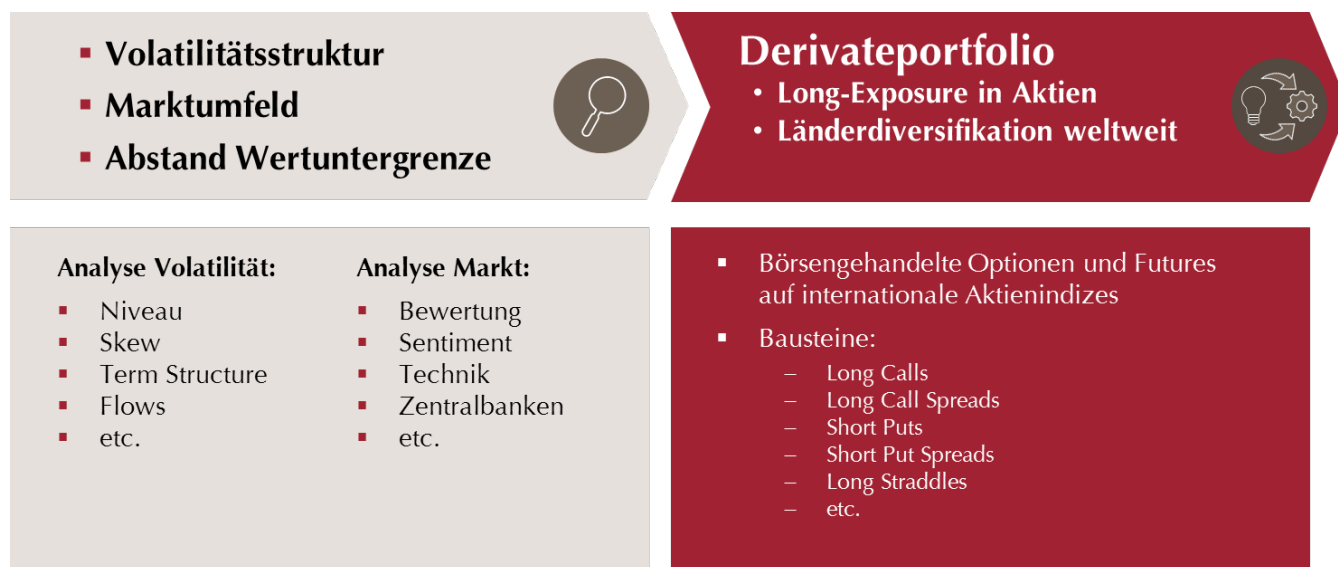 ▪ Volatilitätsstruktur
▪ Marktumfeld
▪ Abstand Wertuntergrenze
Derivateportfolio
• Long-Exposure in Aktien
• Länderdiversifikation weltweit
Analyse Volatilität:
▪ Niveau
▪ Skew
▪ Term Structure
▪ Flows
▪ etc.
Analyse Markt:
▪ Bewertung
▪ Sentiment
▪ Technik
▪ Zentralbanken
▪ etc.
▪ Börsengehandelte Optionen und Futures
auf internationale Aktienindizes
▪ Bausteine:
– Long Calls
– Long Call Spreads
– Short Puts
– Short Put Spreads
– Long Straddles
– etc.